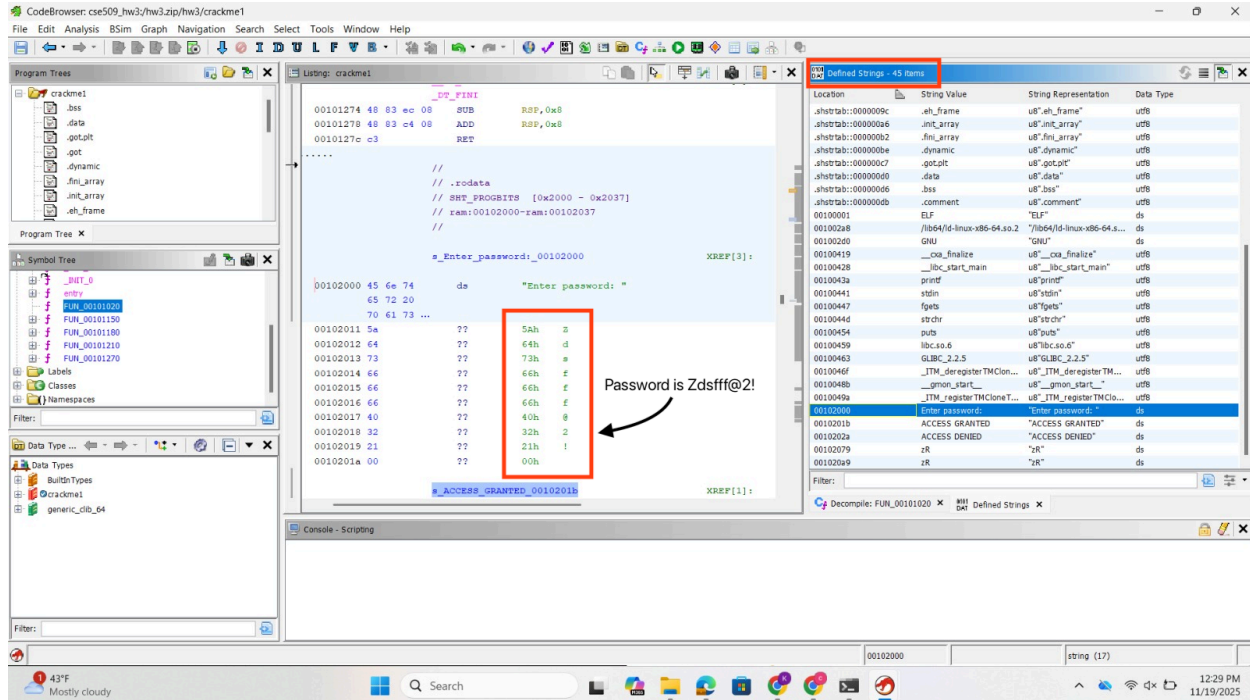 CodeBrowser: cse509_hw3:/hw3.zip/hw3/crackme1
File Edit Analysis BSim Graph Navigation Search Select Tools Window Help
Program Trees
crackme1
.bss
.data
.got.plt
.got
.dynamic
.fini_array
.init_array
.eh_frame
Program Tree
Symbol Tree
_INIT_0
entry
FUN_00101020
FUN_00101150
FUN_00101180
FUN_00101210
FUN_00101270
Labels
Classes
Namespaces
Filter:
Data Type ...
Data Types
BuiltInTypes
crackme1
generic_clib_64
Filter:
Listing: crackme1
_DT_FINI
00101274 48 83 ec 08 SUB RSP,0x8
00101278 48 83 c4 08 ADD RSP,0x8
0010127c c3 RET
//
// .rodata
// SHT_PROGBITS [0x2000 - 0x2037]
// ram:00102000-ram:00102037
//
s_Enter_password:_00102000 XREF[3]:
00102000 45 6e 74 ds "Enter password: "
65 72 20
70 61 73 ...
00102011 5a ?? 5Ah Z
00102012 64 ?? 64h d
00102013 73 ?? 73h s
00102014 66 ?? 66h f
00102015 66 ?? 66h f
00102016 66 ?? 66h f
00102017 40 ?? 40h @
00102018 32 ?? 32h 2
00102019 21 ?? 21h !
0010201a 00 ?? 00h
s_ACCESS_GRANTED_0010201b XREF[1]:
Password is Zdsfff@2!
Defined Strings - 45 items
Location String Value String Representation Data Type
.shstrtab::0000009c .eh_frame u8".eh_frame" utf8
.shstrtab::000000a6 .init_array u8".init_array" utf8
.shstrtab::000000b2 .fini_array u8".fini_array" utf8
.shstrtab::000000be .dynamic u8".dynamic" utf8
.shstrtab::000000c7 .got.plt u8".got.plt" utf8
.shstrtab::000000d0 .data u8".data" utf8
.shstrtab::000000d6 .bss u8".bss" utf8
.shstrtab::000000db .comment u8".comment" utf8
00100001 ELF "ELF" ds
001002a8 /lib64/ld-linux-x86-64.so.2 "/lib64/ld-linux-x86-64.s... ds
001002d0 GNU "GNU" ds
00100419 __cxa_finalize u8"__cxa_finalize" utf8
00100428 __libc_start_main u8"__libc_start_main" utf8
0010043a printf u8"printf" utf8
00100441 stdin u8"stdin" utf8
00100447 fgets u8"fgets" utf8
0010044d strchr u8"strchr" utf8
00100454 puts u8"puts" utf8
00100459 libc.so.6 u8"libc.so.6" utf8
00100463 GLIBC_2.2.5 u8"GLIBC_2.2.5" utf8
0010046f _ITM_deregisterTMClon... u8"_ITM_deregisterTM... utf8
0010048b __gmon_start__ u8"__gmon_start__" utf8
0010049a _ITM_registerTMCloneT... u8"_ITM_registerTMClo... utf8
00102000 Enter password: "Enter password: " ds
0010201b ACCESS GRANTED "ACCESS GRANTED" ds
0010202a ACCESS DENIED "ACCESS DENIED" ds
00102079 zR "zR" ds
001020a9 zR "zR" ds
Filter:
Decompile: FUN_00101020 Defined Strings
Console - Scripting
00102000 string (17)
1
43°F
Mostly cloudy
Search
12:29 PM
11/19/2025